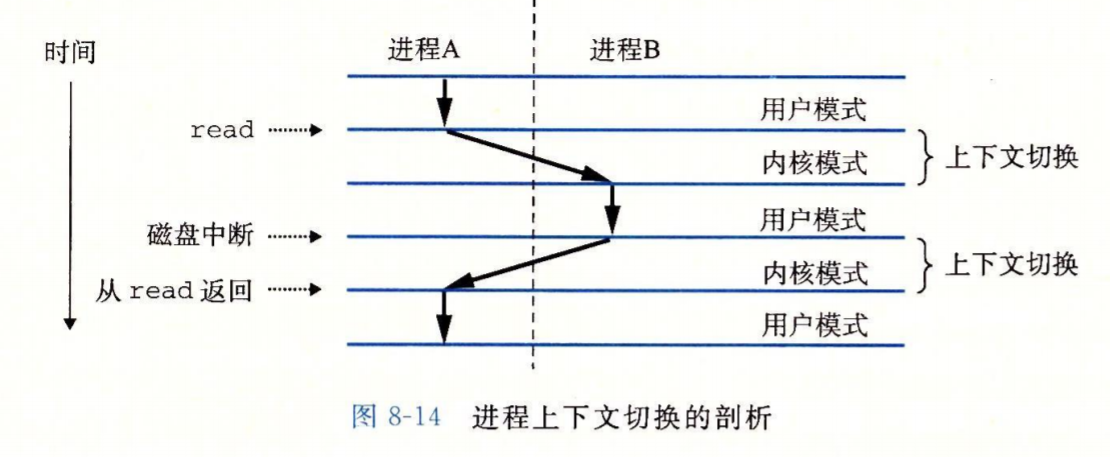 时间
进程A 进程B
用户模式
read
内核模式 上下文切换
用户模式
磁盘中断
内核模式 上下文切换
从 read 返回
用户模式
图 8-14 进程上下文切换的剖析